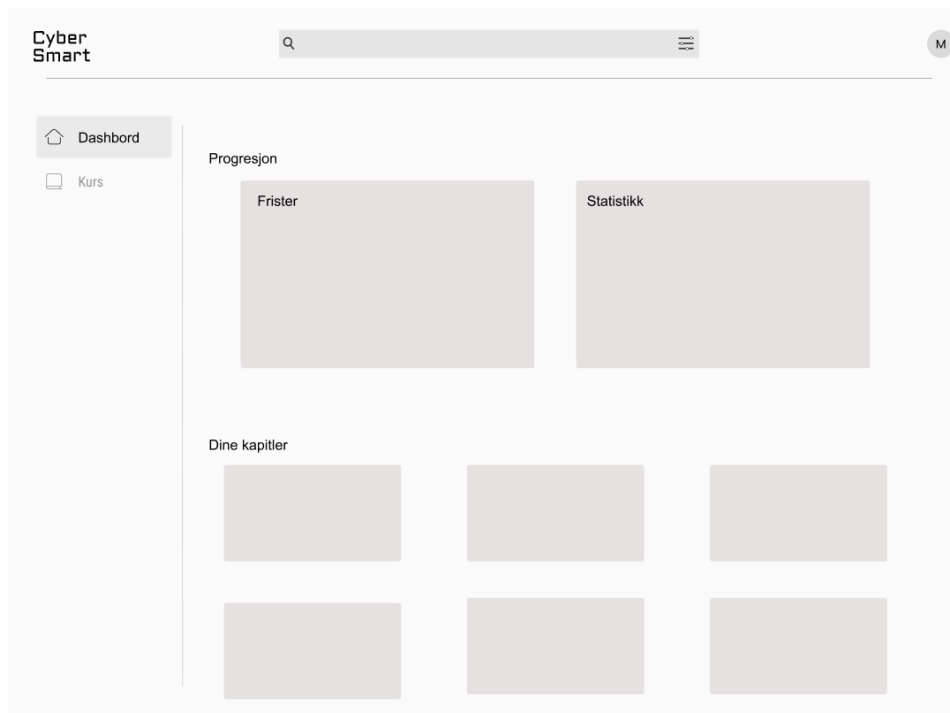 Cyber
Smart
M
Dashbord
Kurs
Progresjon
Frister
Statistikk
Dine kapitler